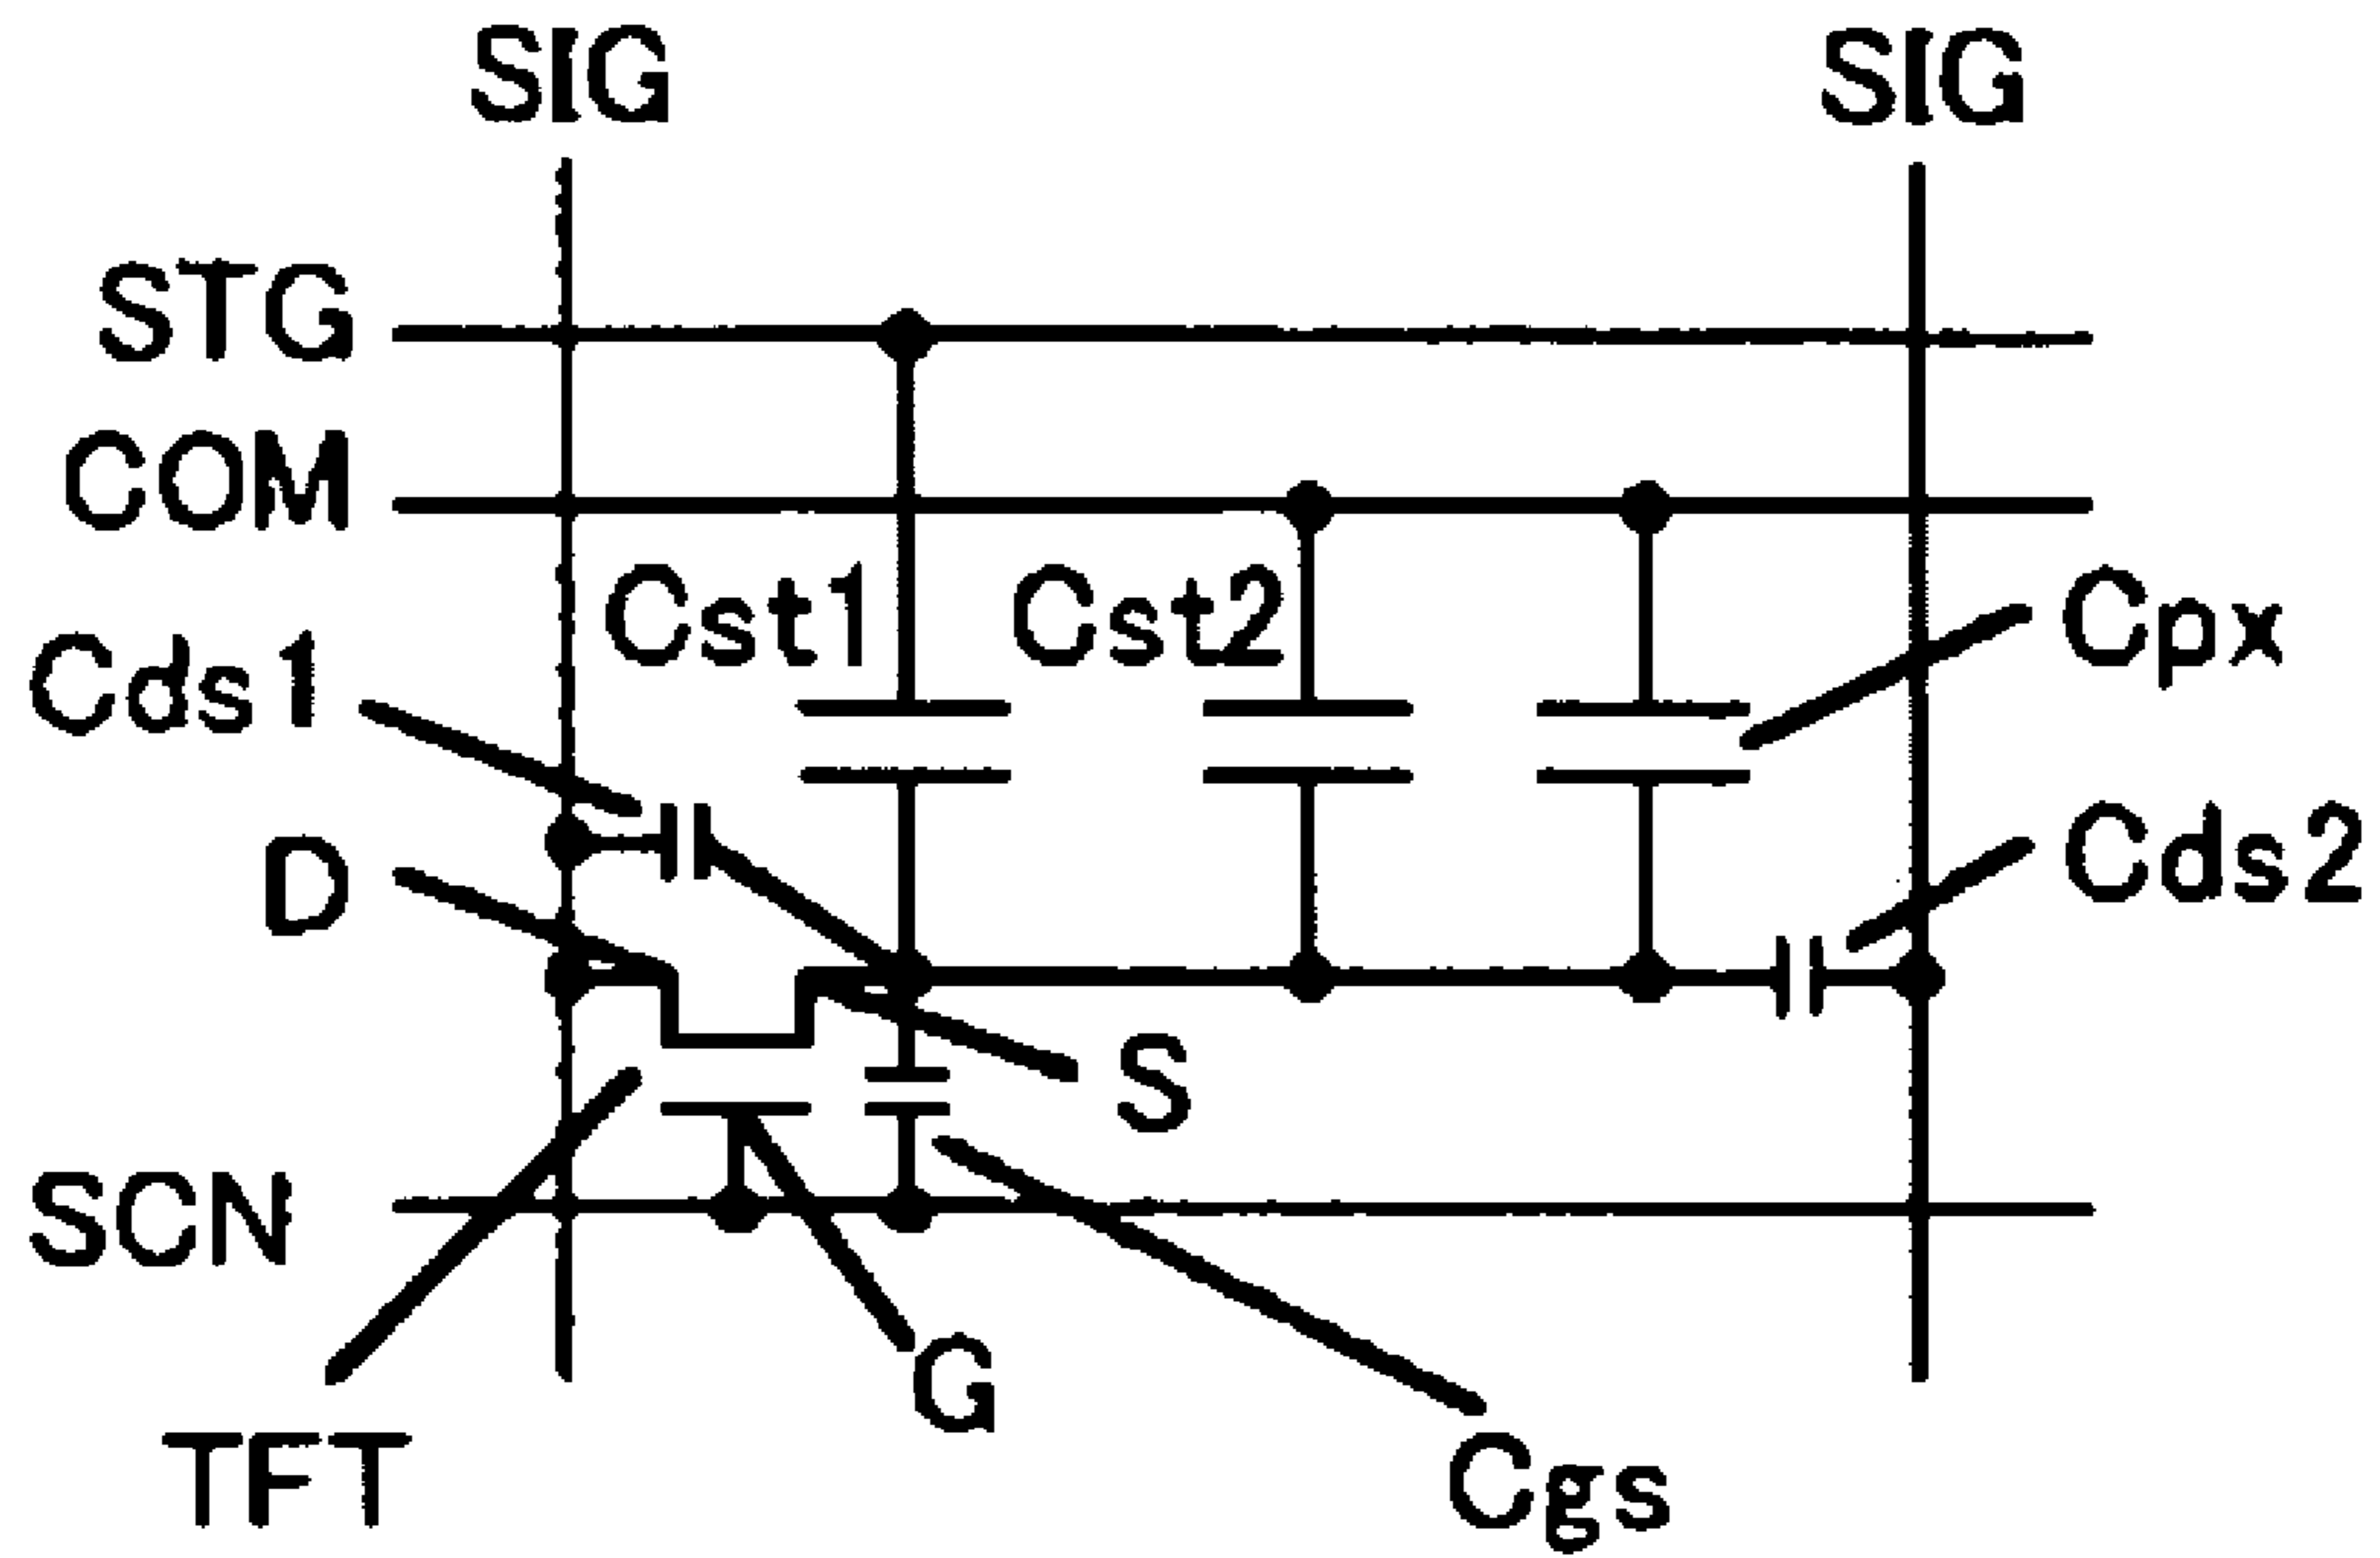 SIG SIG
STG
COM
Cst1 Cst2 Cpx
Cds1
Cds2
D
S
SCN
G
TFT
Cgs